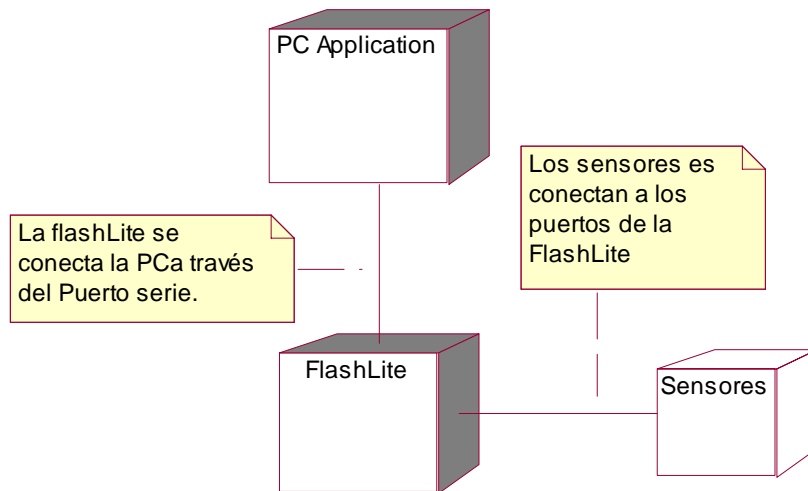 PC Application
Los sensores es
conectan a los
puertos de la
FlashLite
La flashLite se
conecta la PCa través
del Puerto serie.
FlashLite
Sensores